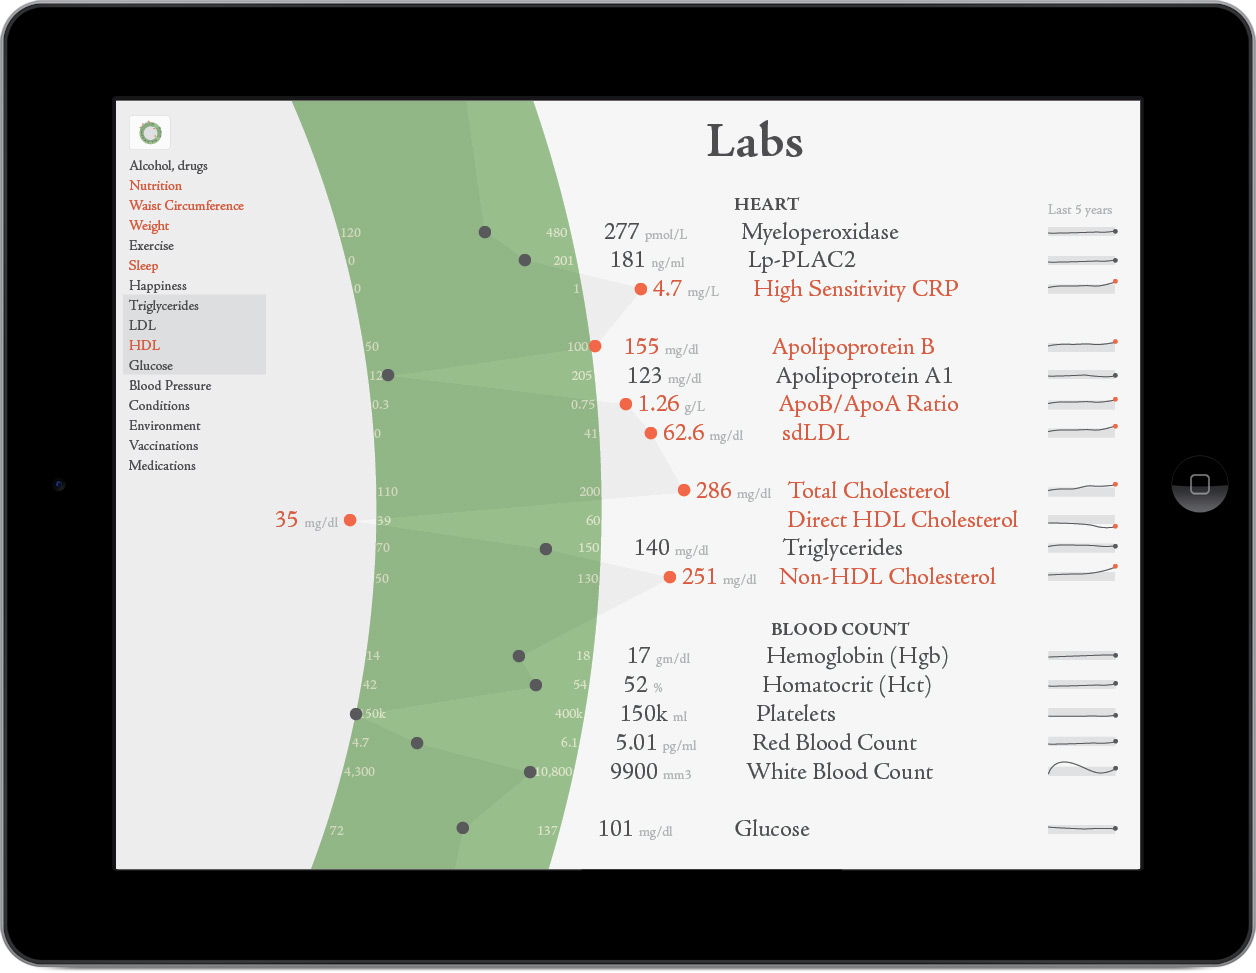 Labs
Alcohol, drugs
Nutrition
Waist Circumference
Weight
Exercise
Sleep
Happiness
Triglycerides
LDL
HDL
Glucose
Blood Pressure
Conditions
Environment
Vaccinations
Medications
HEART
Last 5 years
120 480 277 pmol/L Myeloperoxidase
0 201 181 ng/ml Lp-PLAC2
0 1 4.7 mg/L High Sensitivity CRP
50 100 155 mg/dl Apolipoprotein B
12 205 123 mg/dl Apolipoprotein A1
0.3 0.75 1.26 g/L ApoB/ApoA Ratio
0 41 62.6 mg/dl sdLDL
110 200 286 mg/dl Total Cholesterol
35 mg/dl 39 60 Direct HDL Cholesterol
70 150 140 mg/dl Triglycerides
50 130 251 mg/dl Non-HDL Cholesterol
BLOOD COUNT
14 18 17 gm/dl Hemoglobin (Hgb)
42 54 52 % Homatocrit (Hct)
50k 400k 150k ml Platelets
4.7 6.1 5.01 pg/ml Red Blood Count
4,300 10,800 9900 mm3 White Blood Count
72 137 101 mg/dl Glucose